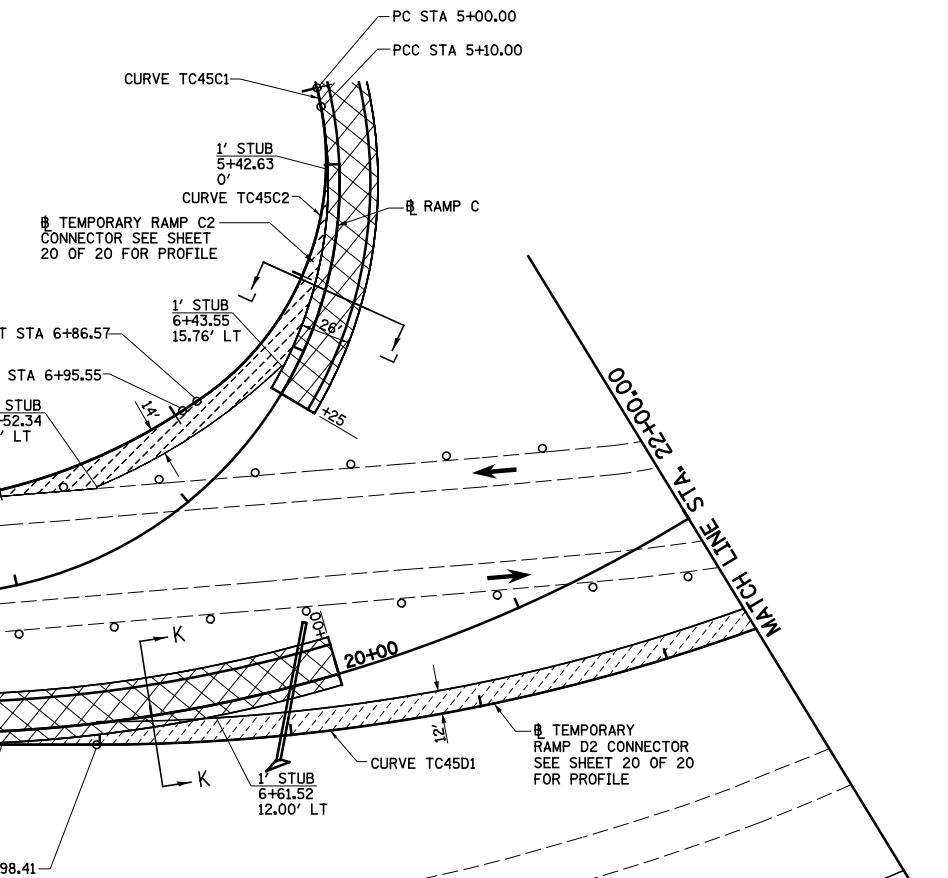 PC STA 5+00.00
PCC STA 5+10.00
CURVE TC45C1
1' STUB
5+42.63
0'
CURVE TC45C2
℄ RAMP C
℄ TEMPORARY RAMP C2
CONNECTOR SEE SHEET
20 OF 20 FOR PROFILE
L
1' STUB
6+43.55
15.76' LT
26'
L
T STA 6+86.57
STA 6+95.55
STUB
52.34
' LT
14'
+25
22+00.00
MATCH LINE STA.
K
+00
20+00
12'
℄ TEMPORARY
RAMP D2 CONNECTOR
SEE SHEET 20 OF 20
FOR PROFILE
CURVE TC45D1
K
1' STUB
6+61.52
12.00' LT
98.41